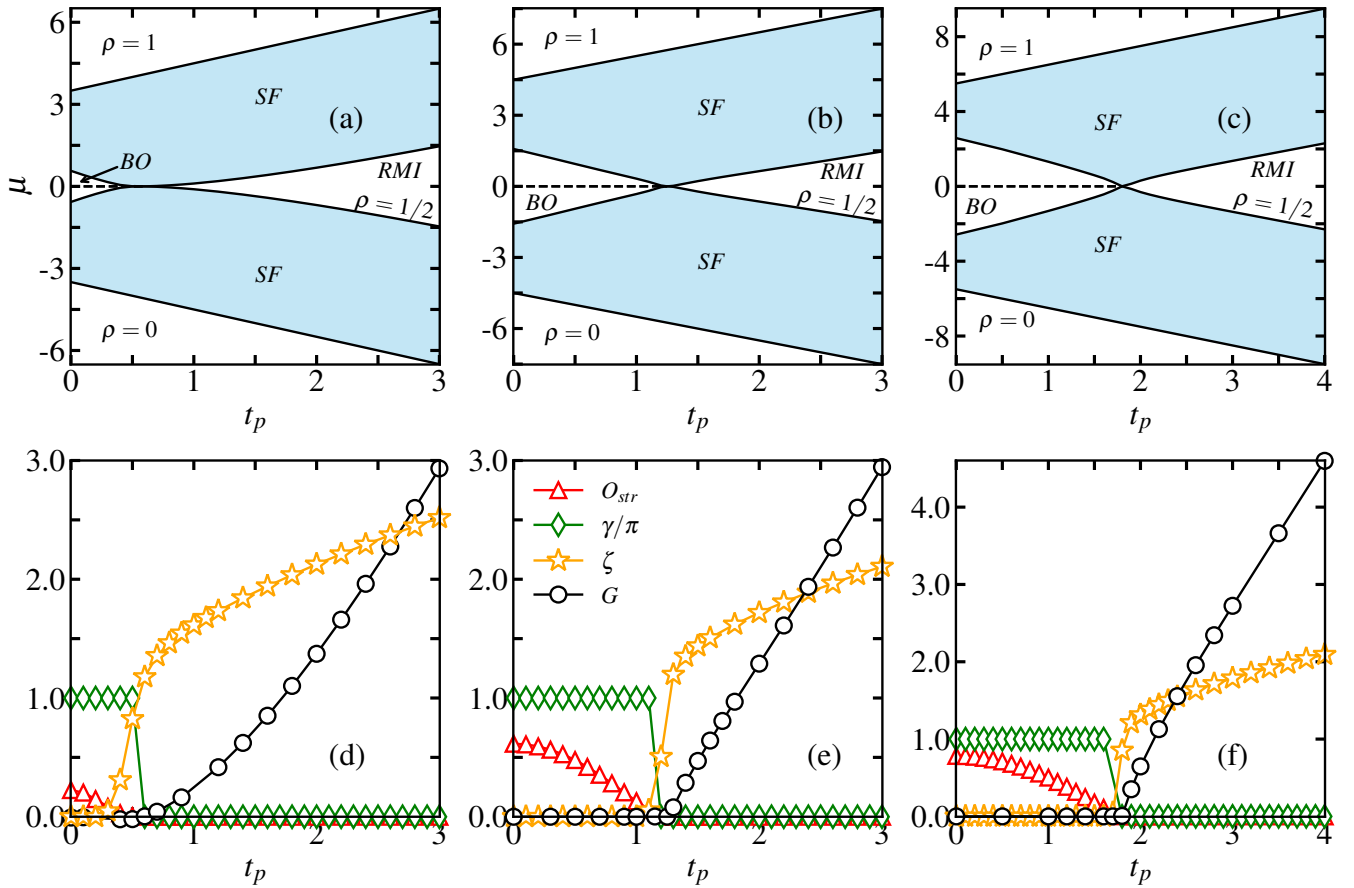 6
3
0
-3
-6
μ
ρ = 1
SF
(a)
BO
RMI
ρ = 1/2
SF
ρ = 0
0
1
2
3
t_p
6
3
0
-3
-6
ρ = 1
SF
(b)
BO
RMI
ρ = 1/2
SF
ρ = 0
0
1
2
3
t_p
8
4
0
-4
-8
ρ = 1
SF
(c)
BO
RMI
ρ = 1/2
SF
ρ = 0
0
1
2
3
4
t_p
3.0
2.0
1.0
0.0
(d)
0
1
2
3
t_p
3.0
2.0
1.0
0.0
O_str
γ/π
ζ
G
(e)
0
1
2
3
t_p
4.0
3.0
2.0
1.0
0.0
(f)
0
1
2
3
4
t_p